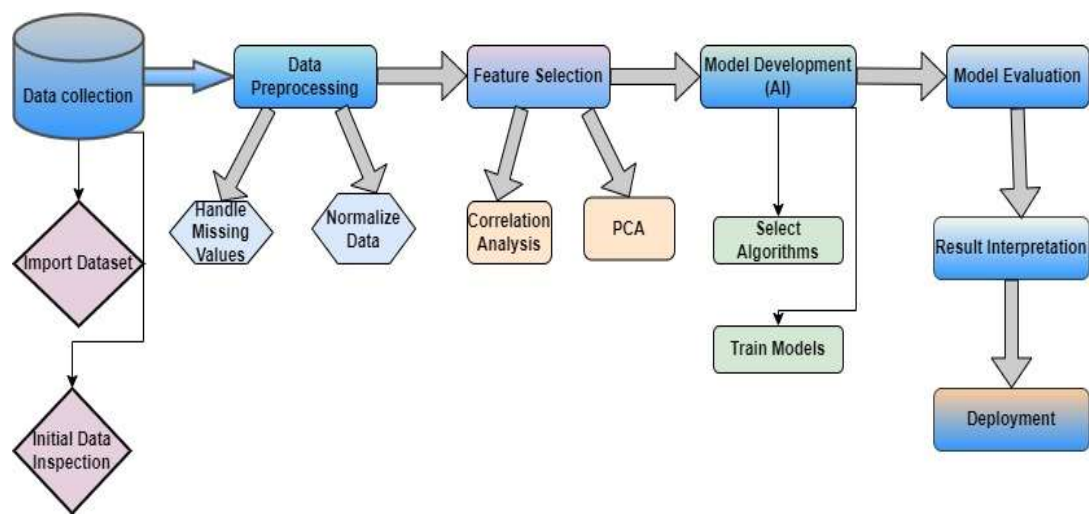 Data collection
Data
Preprocessing
Feature Selection
Model Development
(AI)
Model Evaluation
Import Dataset
Initial Data
Inspection
Handle
Missing
Values
Normalize
Data
Correlation
Analysis
PCA
Select
Algorithms
Train Models
Result Interpretation
Deployment